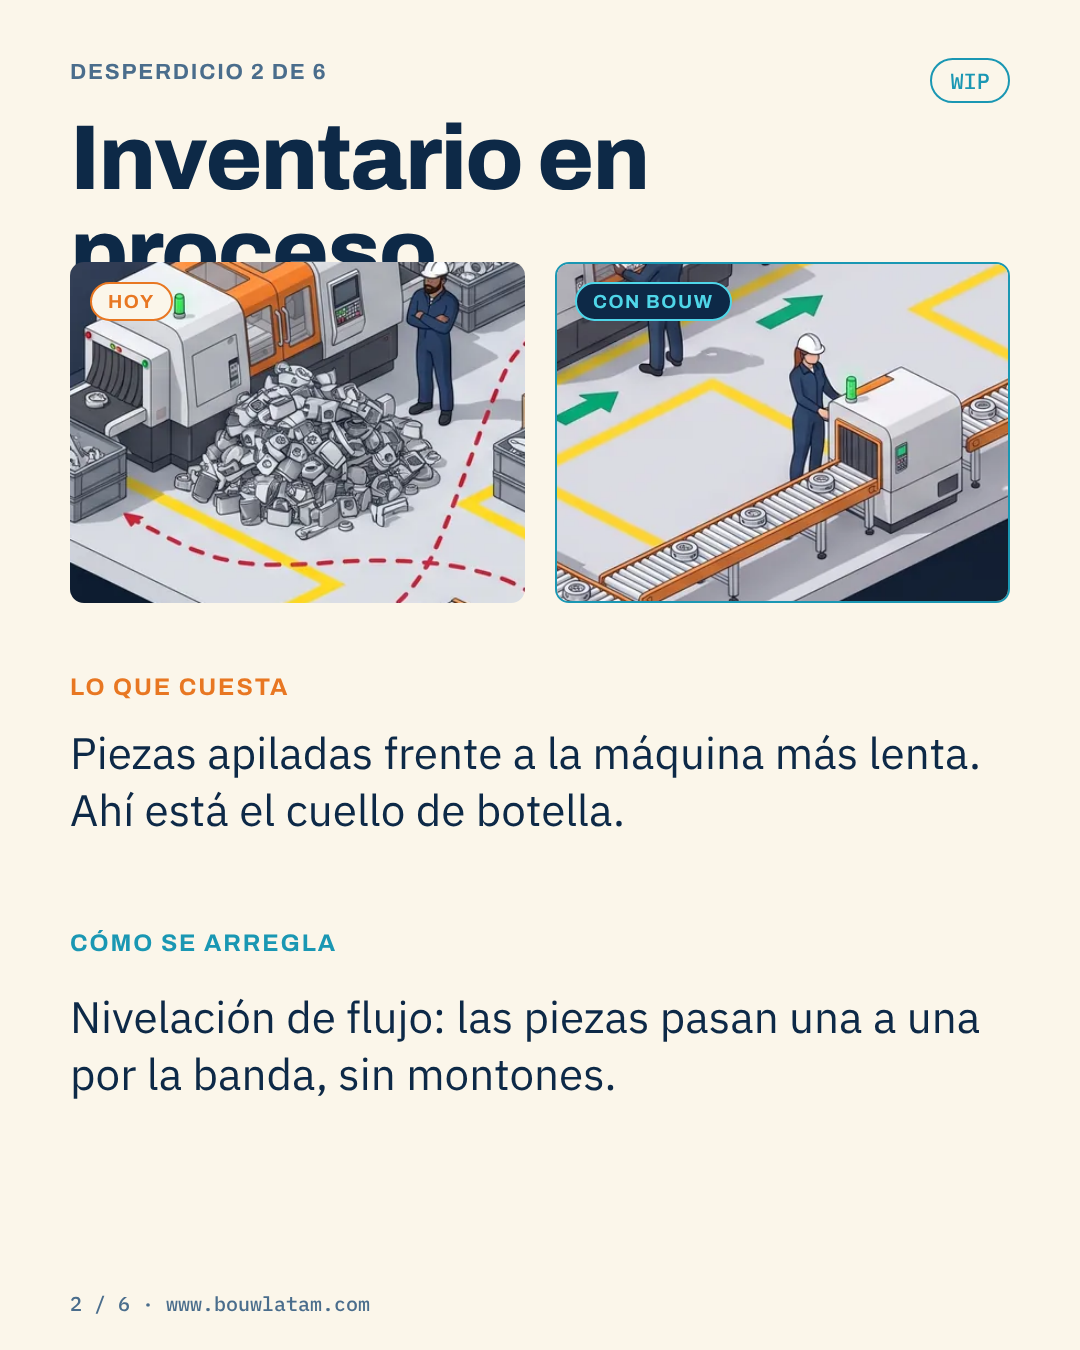 DESPERDICIO 2 DE 6
WIP
Inventario en
proceso
HOY
CON BOUW
LO QUE CUESTA
Piezas apiladas frente a la máquina más lenta.
Ahí está el cuello de botella.
CÓMO SE ARREGLA
Nivelación de flujo: las piezas pasan una a una
por la banda, sin montones.
2 / 6 · www.bouwlatam.com